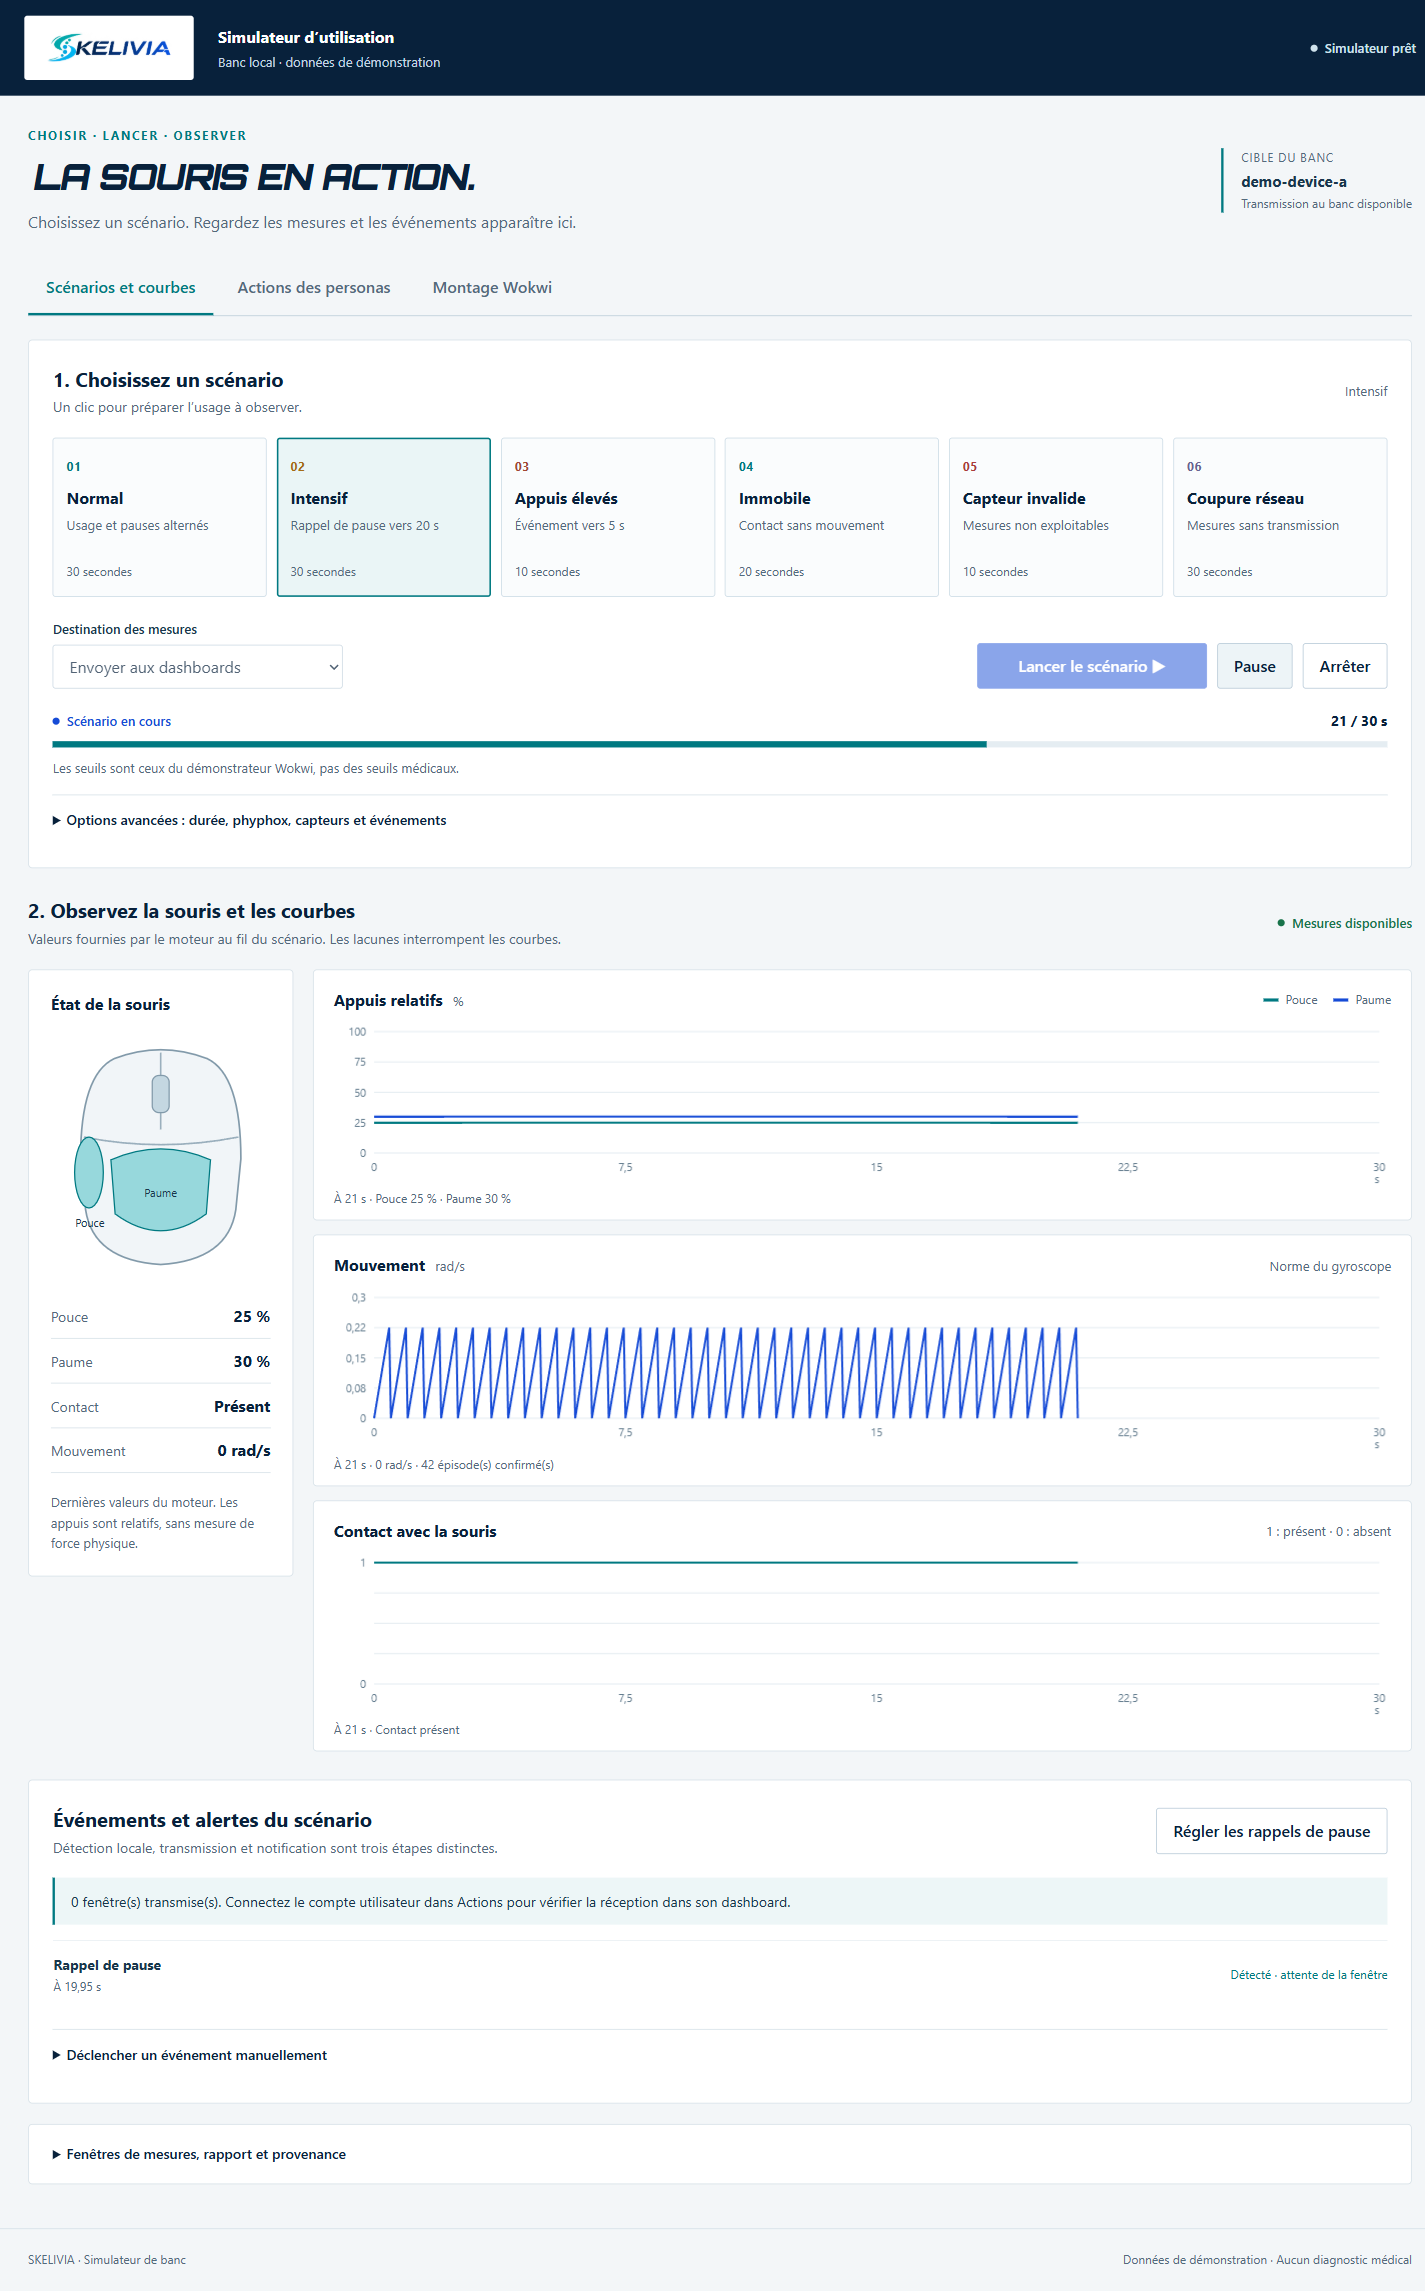 SKELIVIA
Simulateur d’utilisation
Banc local · données de démonstration
Simulateur prêt
CHOISIR · LANCER · OBSERVER
LA SOURIS EN ACTION.
Choisissez un scénario. Regardez les mesures et les événements apparaître ici.
CIBLE DU BANC
demo-device-a
Transmission au banc disponible
Scénarios et courbes
Actions des personas
Montage Wokwi
1. Choisissez un scénario
Un clic pour préparer l’usage à observer.
Intensif
01
Normal
Usage et pauses alternés
30 secondes
02
Intensif
Rappel de pause vers 20 s
30 secondes
03
Appuis élevés
Événement vers 5 s
10 secondes
04
Immobile
Contact sans mouvement
20 secondes
05
Capteur invalide
Mesures non exploitables
10 secondes
06
Coupure réseau
Mesures sans transmission
30 secondes
Destination des mesures
Envoyer aux dashboards
Lancer le scénario ▶
Pause
Arrêter
Scénario en cours
21 / 30 s
Les seuils sont ceux du démonstrateur Wokwi, pas des seuils médicaux.
▶ Options avancées : durée, phyphox, capteurs et événements
2. Observez la souris et les courbes
Valeurs fournies par le moteur au fil du scénario. Les lacunes interrompent les courbes.
Mesures disponibles
État de la souris
Paume
Pouce
Pouce 25 %
Paume 30 %
Contact Présent
Mouvement 0 rad/s
Dernières valeurs du moteur. Les
appuis sont relatifs, sans mesure de
force physique.
Appuis relatifs %
Pouce Paume
100
75
50
25
0
0 7,5 15 22,5 30
s
À 21 s · Pouce 25 % · Paume 30 %
Mouvement rad/s
Norme du gyroscope
0,3
0,22
0,15
0,08
0
0 7,5 15 22,5 30
s
À 21 s · 0 rad/s · 42 épisode(s) confirmé(s)
Contact avec la souris
1 : présent · 0 : absent
1
0
0 7,5 15 22,5 30
s
À 21 s · Contact présent
Événements et alertes du scénario
Détection locale, transmission et notification sont trois étapes distinctes.
Régler les rappels de pause
0 fenêtre(s) transmise(s). Connectez le compte utilisateur dans Actions pour vérifier la réception dans son dashboard.
Rappel de pause
À 19,95 s
Détecté · attente de la fenêtre
▶ Déclencher un événement manuellement
▶ Fenêtres de mesures, rapport et provenance
SKELIVIA · Simulateur de banc
Données de démonstration · Aucun diagnostic médical